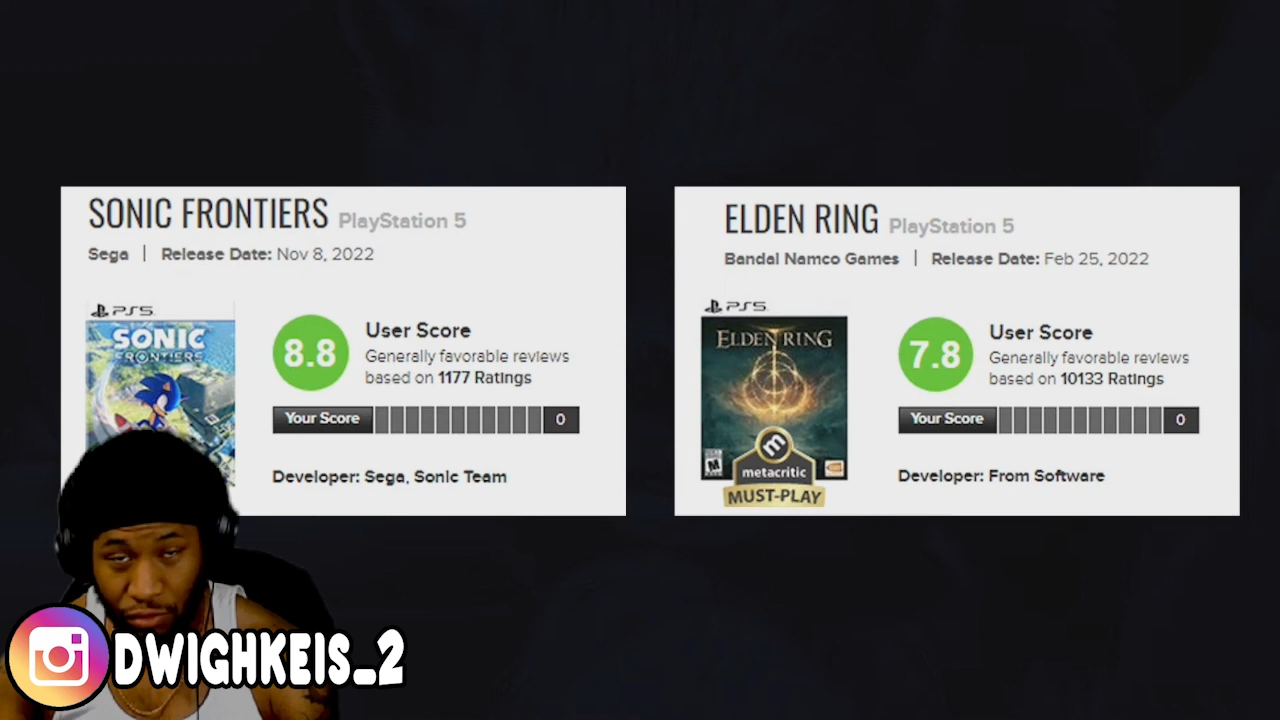 SONIC FRONTIERS PlayStation 5
Sega | Release Date: Nov 8, 2022
PS5
SONIC
FRONTIERS
8.8
User Score
Generally favorable reviews
based on 1177 Ratings
Your Score 0
Developer: Sega, Sonic Team
ELDEN RING PlayStation 5
Bandai Namco Games | Release Date: Feb 25, 2022
PS5
ELDEN RING
M
m
metacritic
MUST-PLAY
7.8
User Score
Generally favorable reviews
based on 10133 Ratings
Your Score 0
Developer: From Software
DWIGHKEIS_2